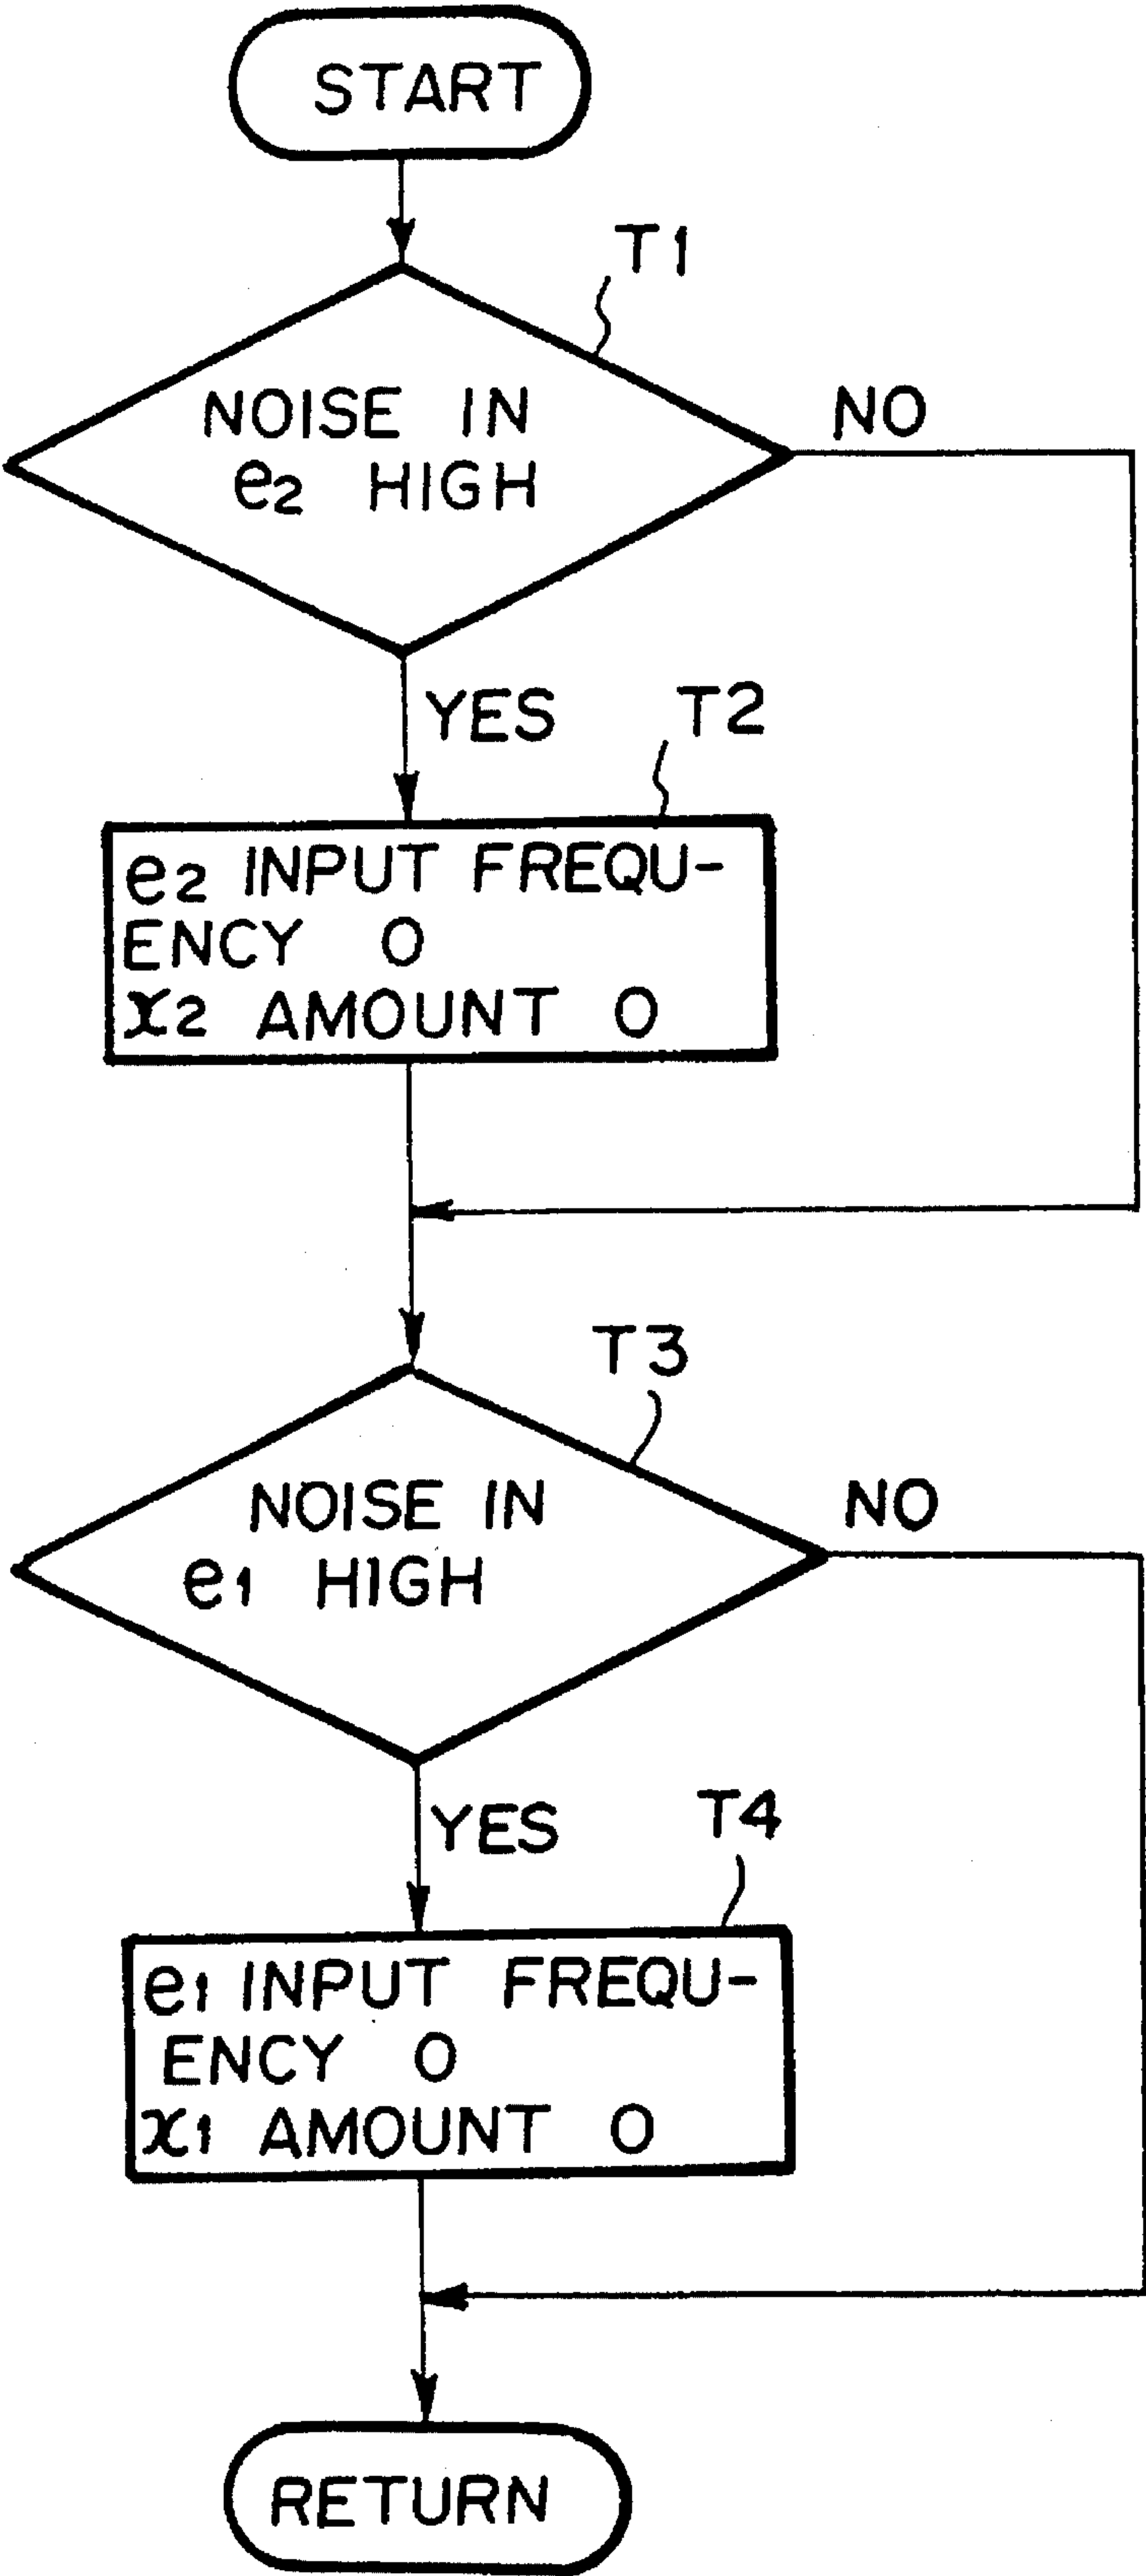 START
T1
NOISE IN
e2 HIGH
NO
YES
T2
e2 INPUT FREQU-
ENCY 0
x2 AMOUNT 0
T3
NOISE IN
e1 HIGH
NO
YES
T4
e1 INPUT FREQU-
ENCY 0
x1 AMOUNT 0
RETURN